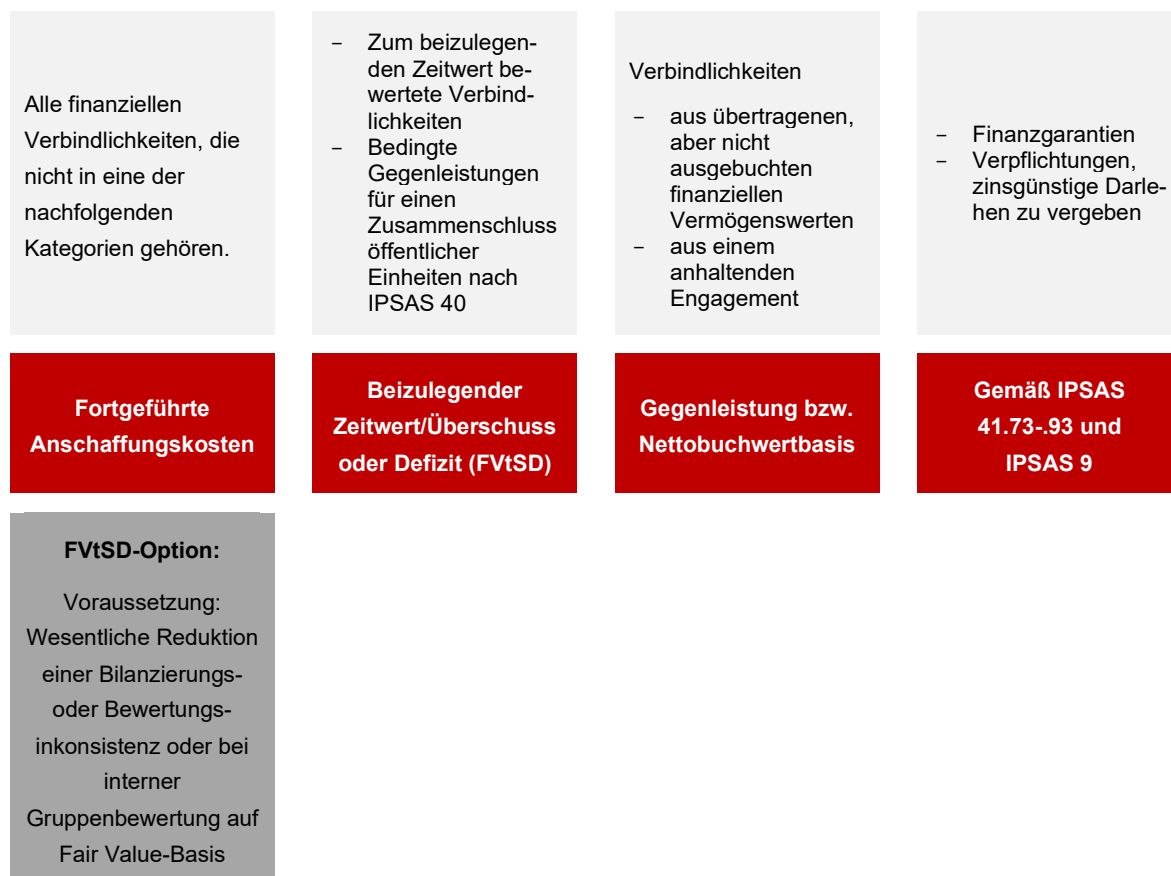 Alle finanziellen
Verbindlichkeiten, die
nicht in eine der
nachfolgenden
Kategorien gehören.
– Zum beizulegen-
den Zeitwert be-
wertete Verbind-
lichkeiten
– Bedingte
Gegenleistungen
für einen
Zusammenschluss
öffentlicher
Einheiten nach
IPSAS 40
Verbindlichkeiten
– aus übertragenen,
aber nicht
ausgebuchten
finanziellen
Vermögenswerten
– aus einem
anhaltenden
Engagement
– Finanzgarantien
– Verpflichtungen,
zinsgünstige Darle-
hen zu vergeben
Fortgeführte
Anschaffungskosten
Beizulegender
Zeitwert/Überschuss
oder Defizit (FVtSD)
Gegenleistung bzw.
Nettobuchwertbasis
Gemäß IPSAS
41.73-.93 und
IPSAS 9
FVtSD-Option:
Voraussetzung:
Wesentliche Reduktion
einer Bilanzierungs-
oder Bewertungs-
inkonsistenz oder bei
interner
Gruppenbewertung auf
Fair Value-Basis